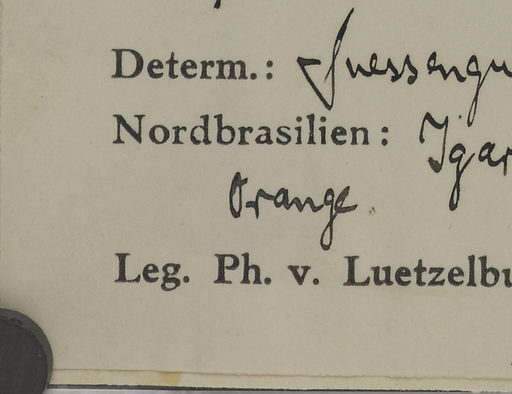 Determ.: Suessengu
Nordbrasilien: Igar
Orange
Leg. Ph. v. Luetzelbu